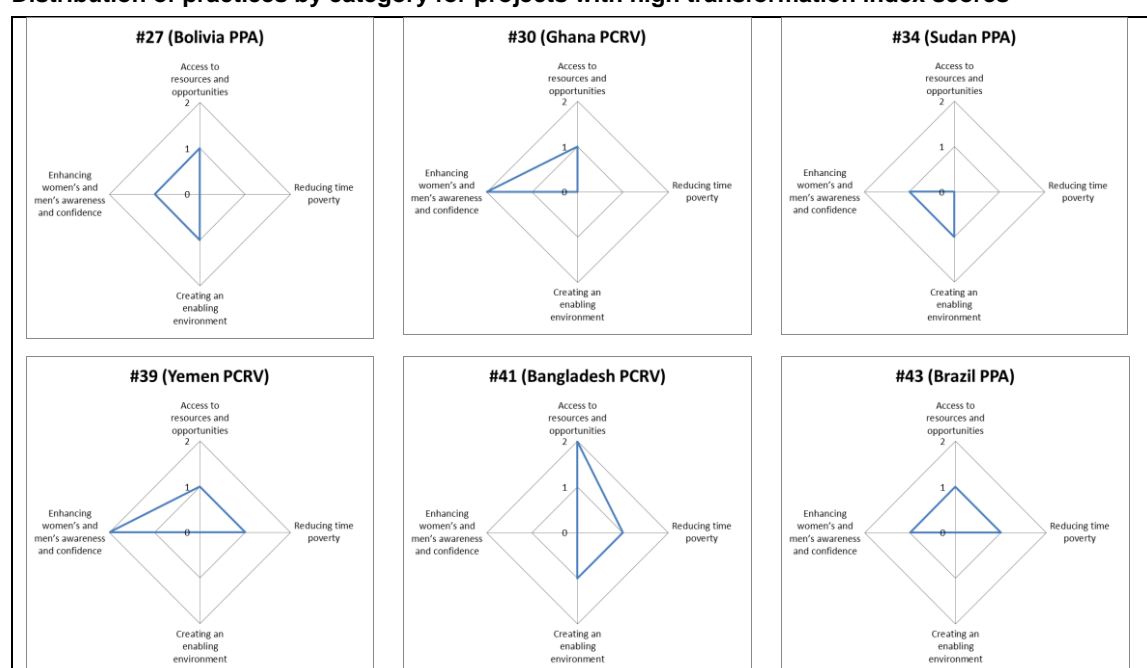 Distribution of practices by category for projects with high transformation index scores
#27 (Bolivia PPA)
Access to
resources and
opportunities
2
1
0
Enhancing
women's and
men's awareness
and confidence
Reducing time
poverty
Creating an
enabling
environment
#30 (Ghana PCRV)
Access to
resources and
opportunities
2
1
0
Enhancing
women's and
men's awareness
and confidence
Reducing time
poverty
Creating an
enabling
environment
#34 (Sudan PPA)
Access to
resources and
opportunities
2
1
0
Enhancing
women's and
men's awareness
and confidence
Reducing time
poverty
Creating an
enabling
environment
#39 (Yemen PCRV)
Access to
resources and
opportunities
2
1
0
Enhancing
women's and
men's awareness
and confidence
Reducing time
poverty
Creating an
enabling
environment
#41 (Bangladesh PCRV)
Access to
resources and
opportunities
2
1
0
Enhancing
women's and
men's awareness
and confidence
Reducing time
poverty
Creating an
enabling
environment
#43 (Brazil PPA)
Access to
resources and
opportunities
2
1
0
Enhancing
women's and
men's awareness
and confidence
Reducing time
poverty
Creating an
enabling
environment